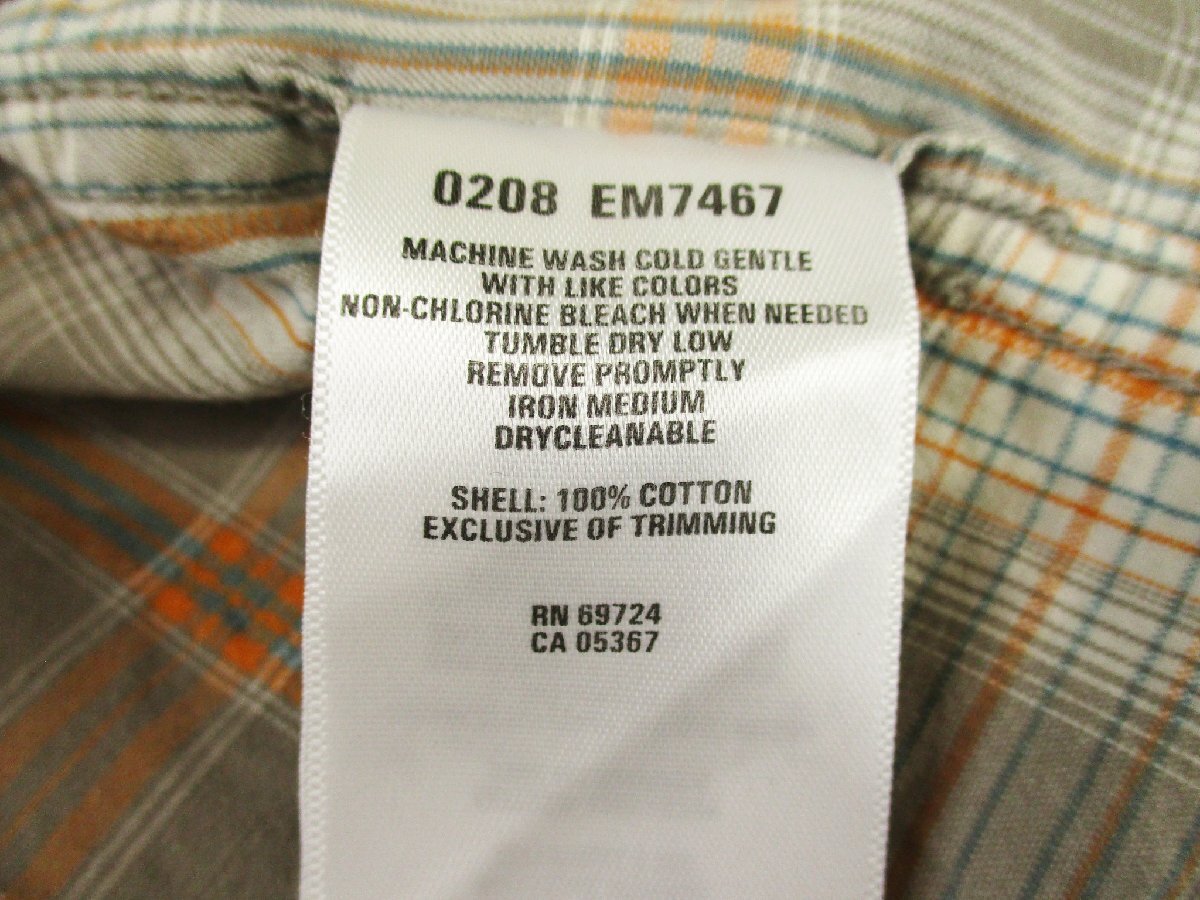 0208 EM7467
MACHINE WASH COLD GENTLE
WITH LIKE COLORS
NON-CHLORINE BLEACH WHEN NEEDED
TUMBLE DRY LOW
REMOVE PROMPTLY
IRON MEDIUM
DRYCLEANABLE
SHELL: 100% COTTON
EXCLUSIVE OF TRIMMING
RN 69724
CA 05367